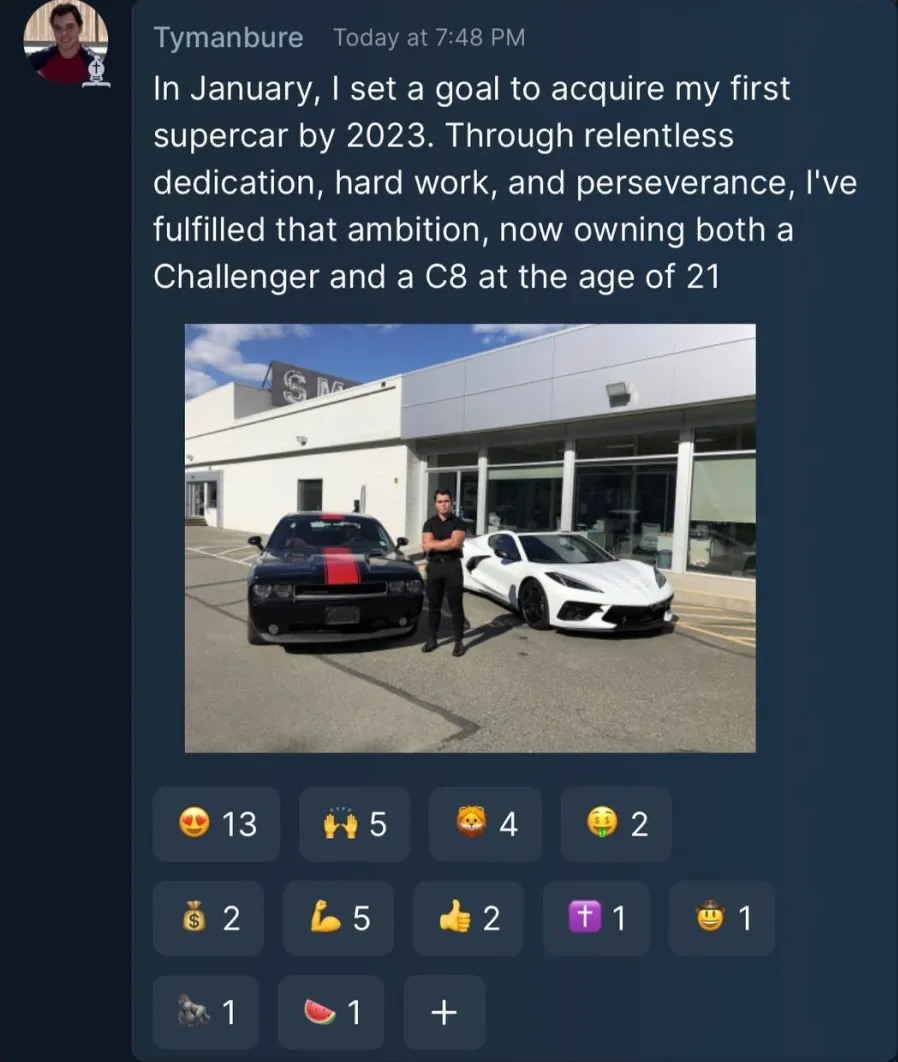 Tymanbure Today at 7:48 PM
In January, I set a goal to acquire my first
supercar by 2023. Through relentless
dedication, hard work, and perseverance, I've
fulfilled that ambition, now owning both a
Challenger and a C8 at the age of 21
SM
13 5 4 2
2 5 2 1 1
1 1 +